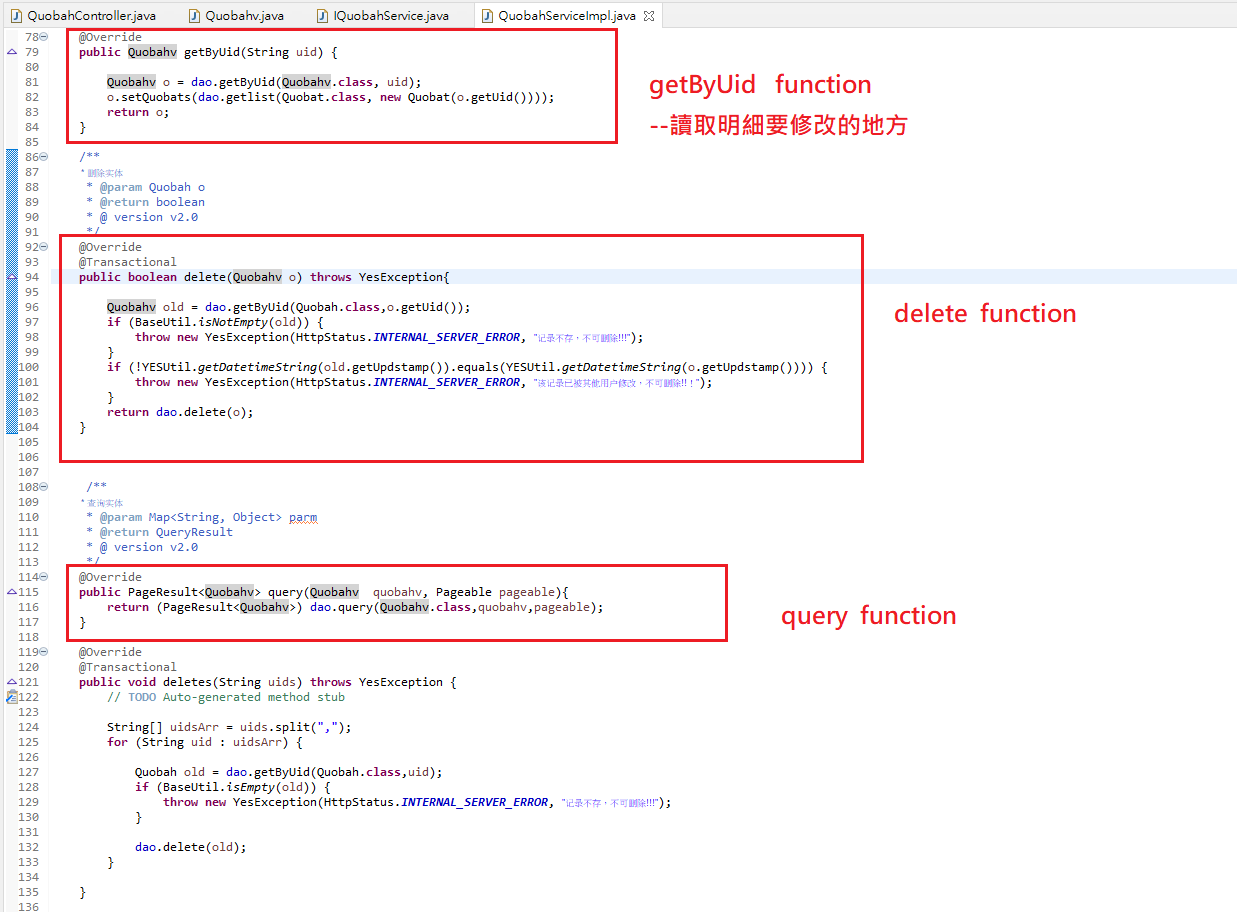 QuobahController.java Quobahv.java IQuobahService.java QuobahServiceImpl.java
78 @Override
79 public Quobahv getByUid(String uid) {
80
81 Quobahv o = dao.getByUid(Quobahv.class, uid);
82 o.setQuobats(dao.getlist(Quobat.class, new Quobat(o.getUid())));
83 return o;
84 }
85
getByUid function
--讀取明細要修改的地方
86 /**
87 * 删除实体
88 * @param Quobah o
89 * @return boolean
90 * @ version v2.0
91 */
92 @Override
93 @Transactional
94 public boolean delete(Quobahv o) throws YesException{
95
96 Quobahv old = dao.getByUid(Quobah.class,o.getUid());
97 if (BaseUtil.isNotEmpty(old)) {
98 throw new YesException(HttpStatus.INTERNAL_SERVER_ERROR, "记录不存，不可删除!!!");
99 }
100 if (!YESUtil.getDatetimeString(old.getUpdstamp()).equals(YESUtil.getDatetimeString(o.getUpdstamp()))) {
101 throw new YesException(HttpStatus.INTERNAL_SERVER_ERROR, "该记录已被其他用户修改，不可删除!!！");
102 }
103 return dao.delete(o);
104 }
105
106
107
delete function
108 /**
109 * 查询实体
110 * @param Map<String, Object> parm
111 * @return QueryResult
112 * @ version v2.0
113 */
114 @Override
115 public PageResult<Quobahv> query(Quobahv quobahv, Pageable pageable){
116 return (PageResult<Quobahv>) dao.query(Quobahv.class,quobahv,pageable);
117 }
118
query function
119 @Override
120 @Transactional
121 public void deletes(String uids) throws YesException {
122 // TODO Auto-generated method stub
123
124 String[] uidsArr = uids.split(",");
125 for (String uid : uidsArr) {
126
127 Quobah old = dao.getByUid(Quobah.class,uid);
128 if (BaseUtil.isEmpty(old)) {
129 throw new YesException(HttpStatus.INTERNAL_SERVER_ERROR, "记录不存，不可删除!!!");
130 }
131
132 dao.delete(old);
133 }
134
135 }
136